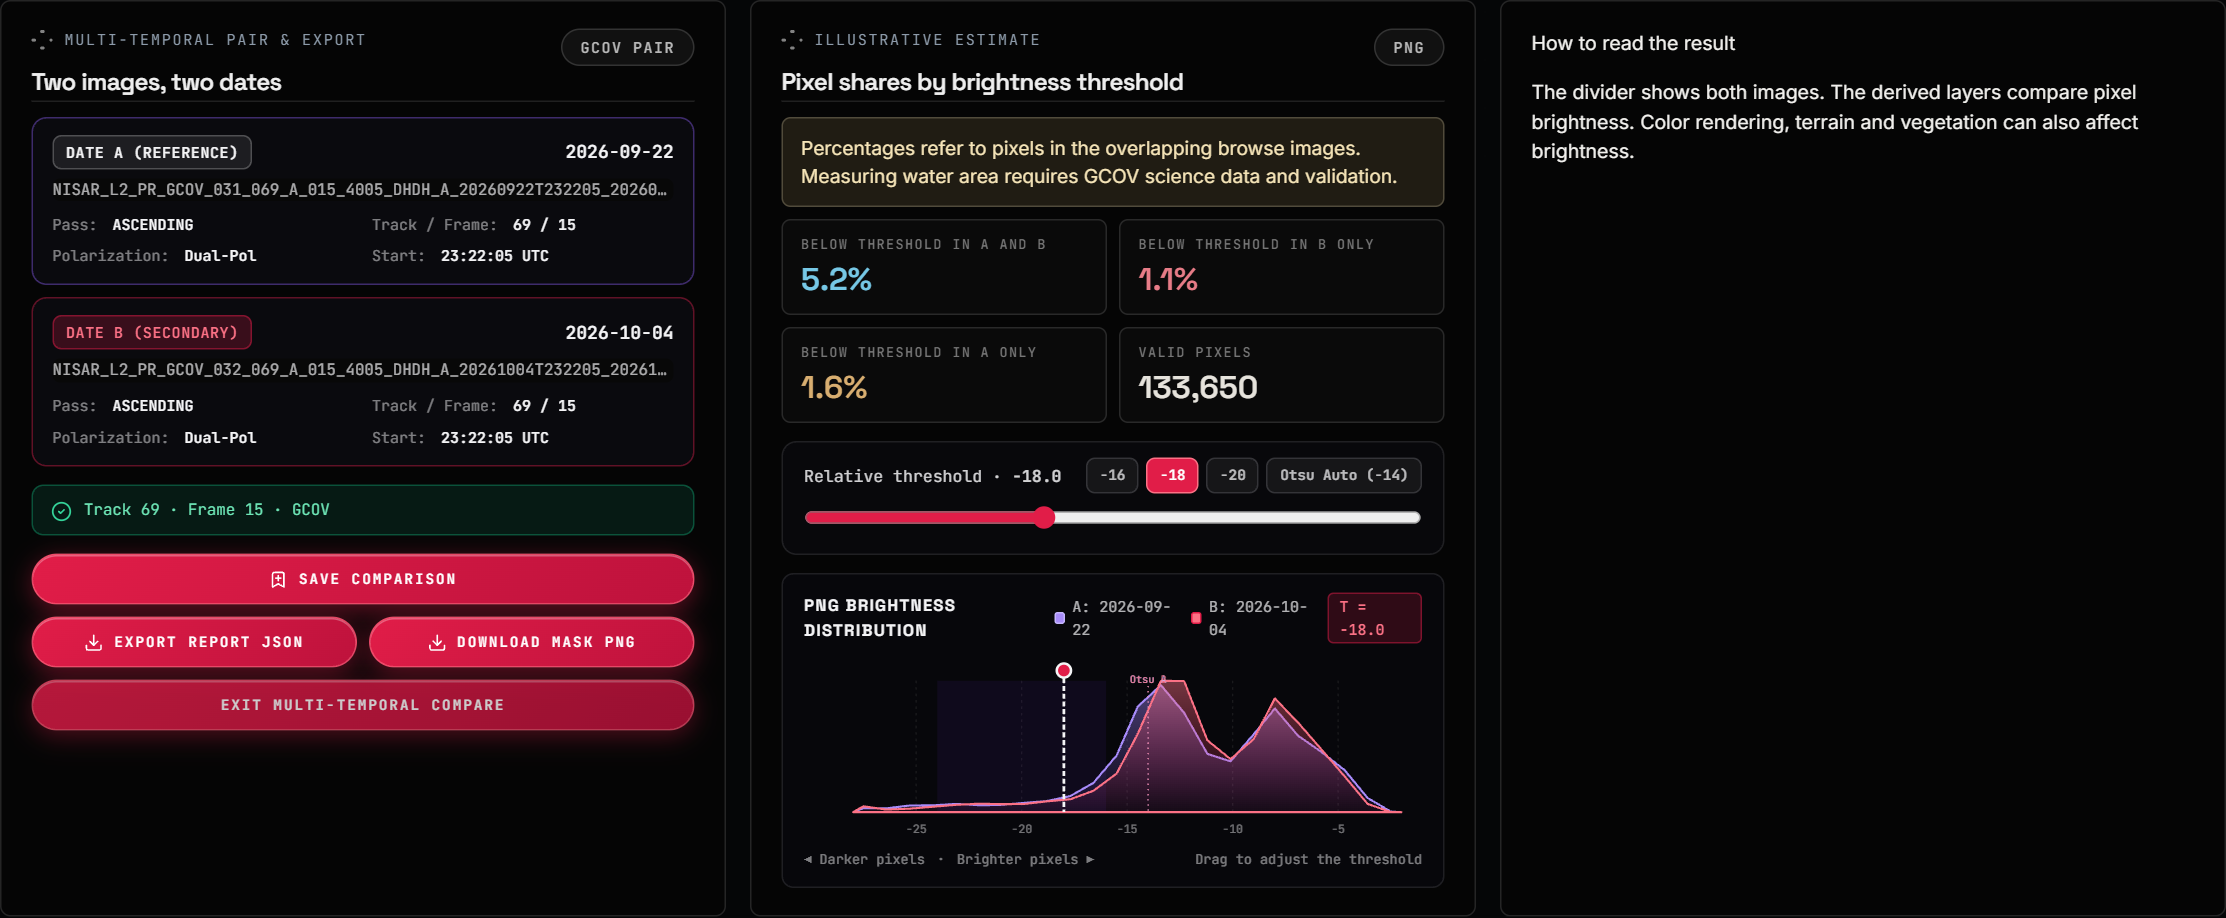 MULTI-TEMPORAL PAIR & EXPORT
GCOV PAIR
Two images, two dates
DATE A (REFERENCE)
2026-09-22
NISAR_L2_PR_GCOV_031_069_A_015_4005_DHDH_A_20260922T232205_20260…
Pass: ASCENDING
Track / Frame: 69 / 15
Polarization: Dual-Pol
Start: 23:22:05 UTC
DATE B (SECONDARY)
2026-10-04
NISAR_L2_PR_GCOV_032_069_A_015_4005_DHDH_A_20261004T232205_20261…
Pass: ASCENDING
Track / Frame: 69 / 15
Polarization: Dual-Pol
Start: 23:22:05 UTC
Track 69 · Frame 15 · GCOV
SAVE COMPARISON
EXPORT REPORT JSON
DOWNLOAD MASK PNG
EXIT MULTI-TEMPORAL COMPARE
ILLUSTRATIVE ESTIMATE
PNG
Pixel shares by brightness threshold
Percentages refer to pixels in the overlapping browse images.
Measuring water area requires GCOV science data and validation.
BELOW THRESHOLD IN A AND B
5.2%
BELOW THRESHOLD IN B ONLY
1.1%
BELOW THRESHOLD IN A ONLY
1.6%
VALID PIXELS
133,650
Relative threshold · -18.0
-16
-18
-20
Otsu Auto (-14)
PNG BRIGHTNESS
DISTRIBUTION
A: 2026-09-
22
B: 2026-10-
04
T =
-18.0
Otsu
-25
-20
-15
-10
-5
◄ Darker pixels · Brighter pixels ►
Drag to adjust the threshold
How to read the result
The divider shows both images. The derived layers compare pixel
brightness. Color rendering, terrain and vegetation can also affect
brightness.